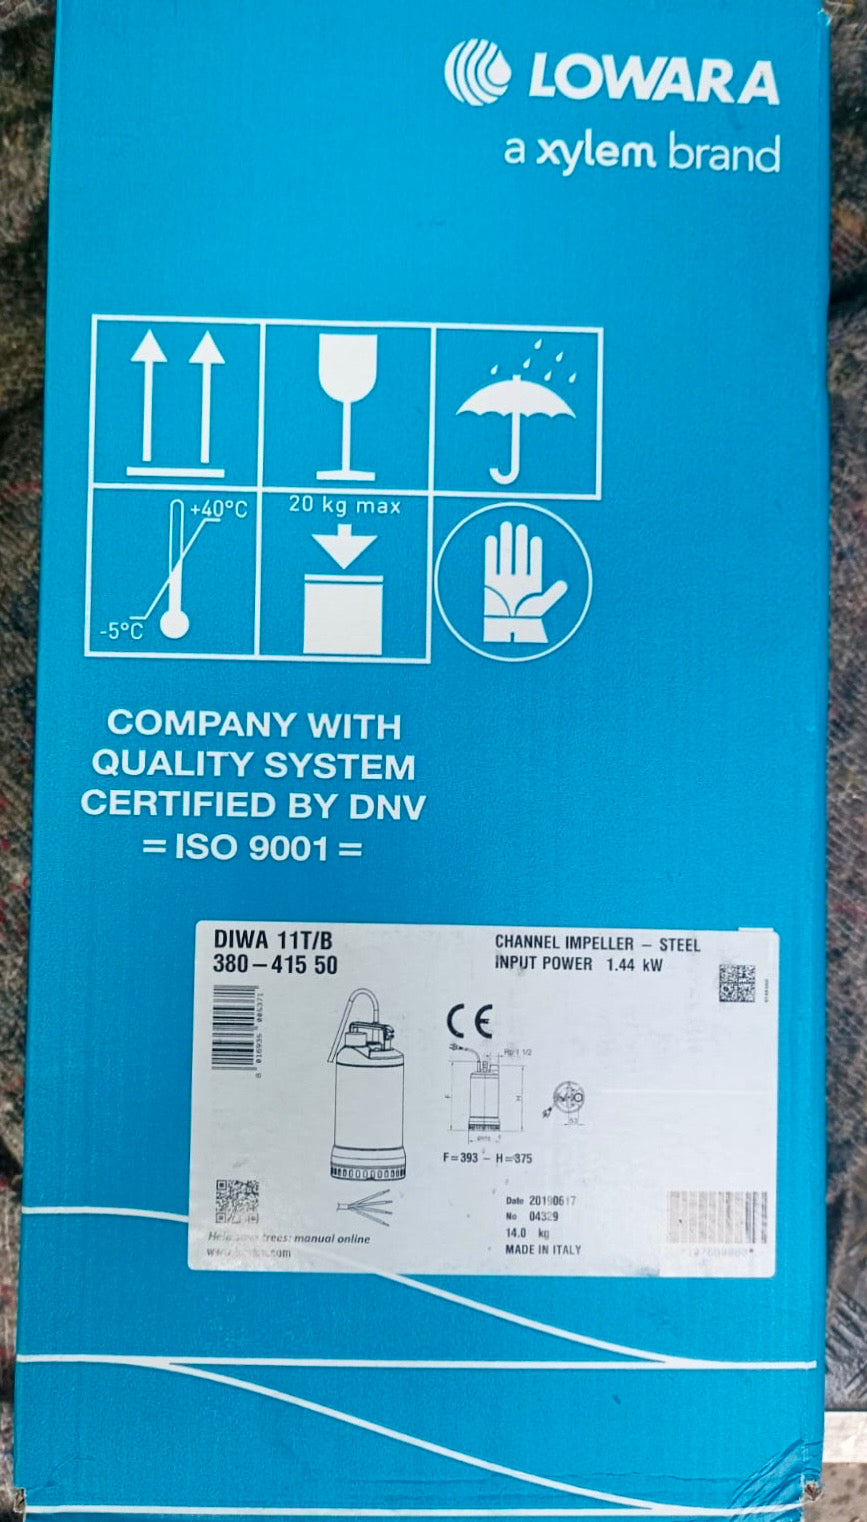 LOWARA
a xylem brand
+40°C
-5°C
20 kg max
COMPANY WITH
QUALITY SYSTEM
CERTIFIED BY DNV
= ISO 9001 =
DIWA 11T/B
380–415 50
CHANNEL IMPELLER – STEEL
INPUT POWER 1.44 kW
CE
F
H
F=393 – H=375
Date 20190617
No 04329
14.0 kg
MADE IN ITALY
trees: manual online